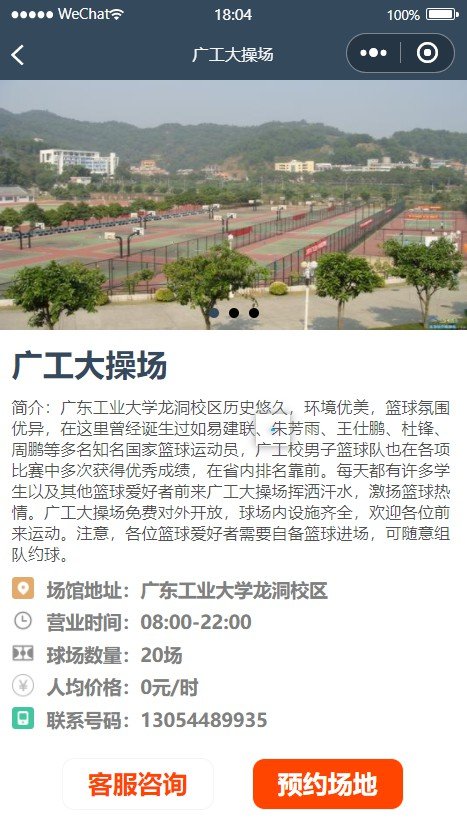 WeChat 18:04 100%
广工大操场
广工大操场
简介：广东工业大学龙洞校区历史悠久，环境优美，篮球氛围
优异，在这里曾经诞生过如易建联、朱芳雨、王仕鹏、杜锋、
周鹏等多名知名国家篮球运动员，广工校男子篮球队也在各项
比赛中多次获得优秀成绩，在省内排名靠前。每天都有许多学
生以及其他篮球爱好者前来广工大操场挥洒汗水，激扬篮球热
情。广工大操场免费对外开放，球场内设施齐全，欢迎各位前
来运动。注意，各位篮球爱好者需要自备篮球进场，可随意组
队约球。
场馆地址：广东工业大学龙洞校区
营业时间：08:00-22:00
球场数量：20场
人均价格：0元/时
联系号码：13054489935
客服咨询 预约场地